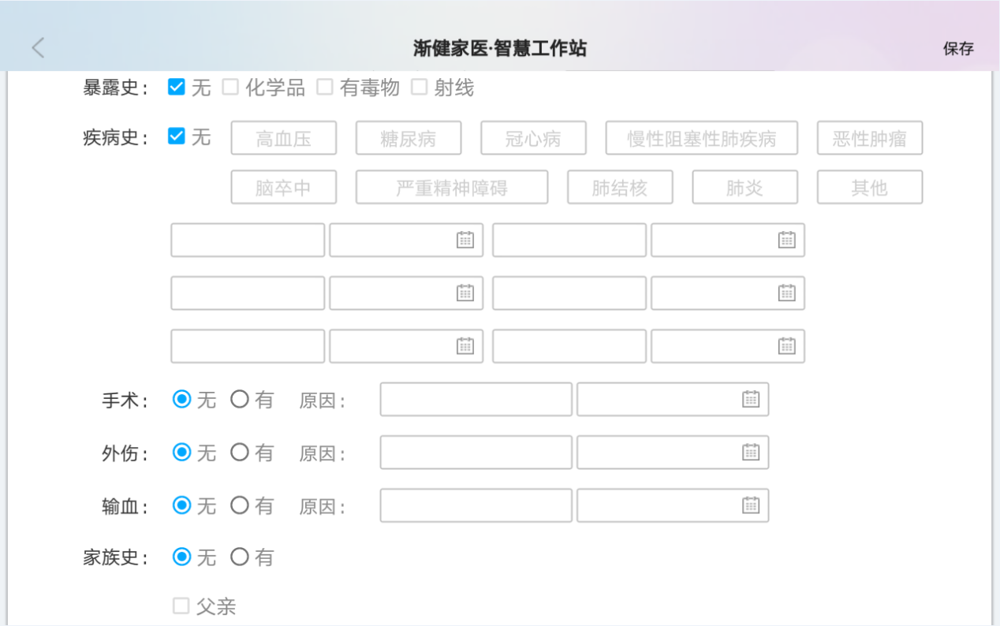 渐健家医·智慧工作站 保存
暴露史： 无 化学品 有毒物 射线
疾病史： 无 高血压 糖尿病 冠心病 慢性阻塞性肺疾病 恶性肿瘤
脑卒中 严重精神障碍 肺结核 肺炎 其他
手术： 无 有 原因：
外伤： 无 有 原因：
输血： 无 有 原因：
家族史： 无 有
父亲